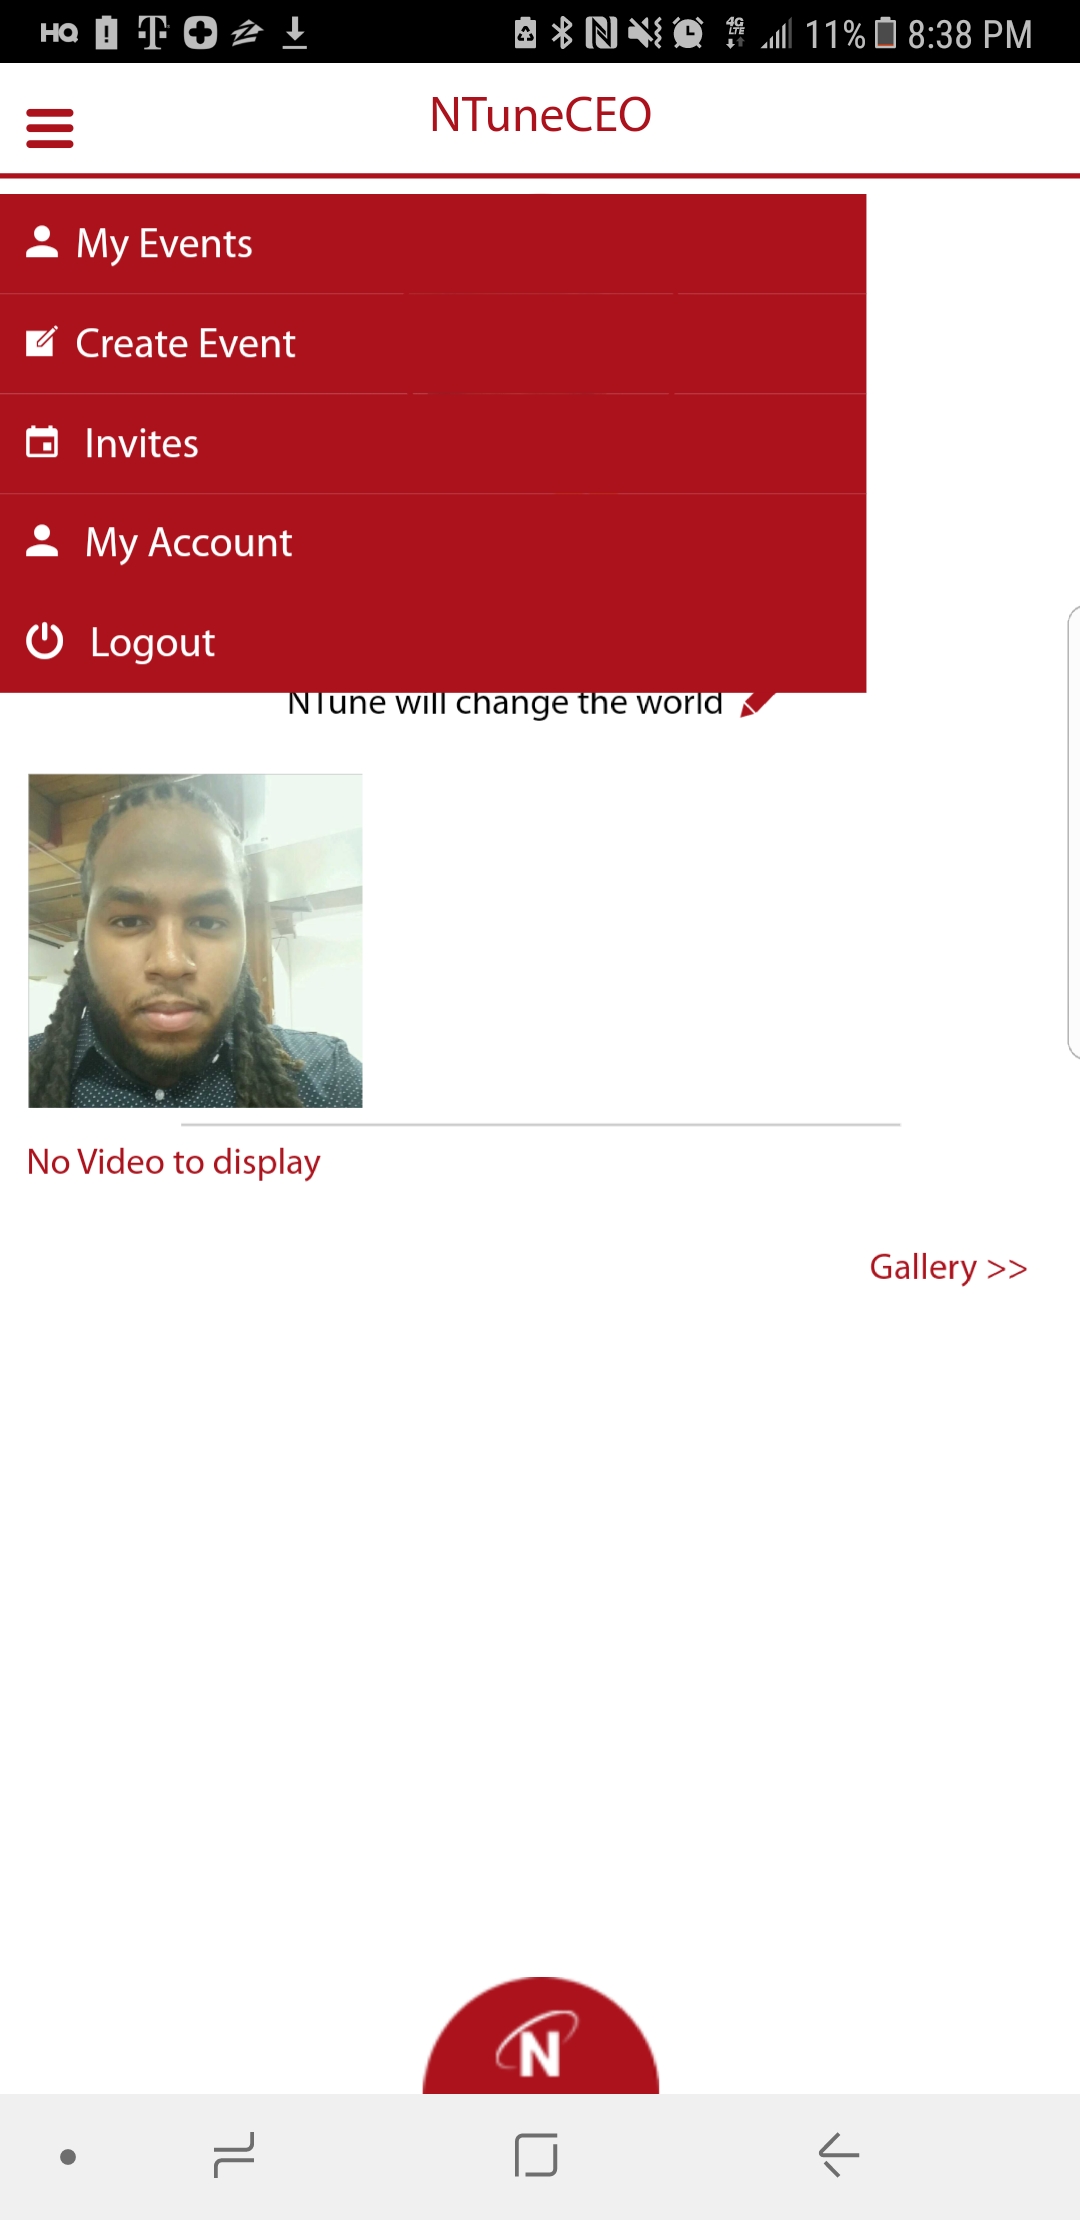 HQ 4G LTE 11% 8:38 PM
NTuneCEO
My Events
Create Event
Invites
My Account
Logout
NTune will change the world
No Video to display
Gallery >>
N